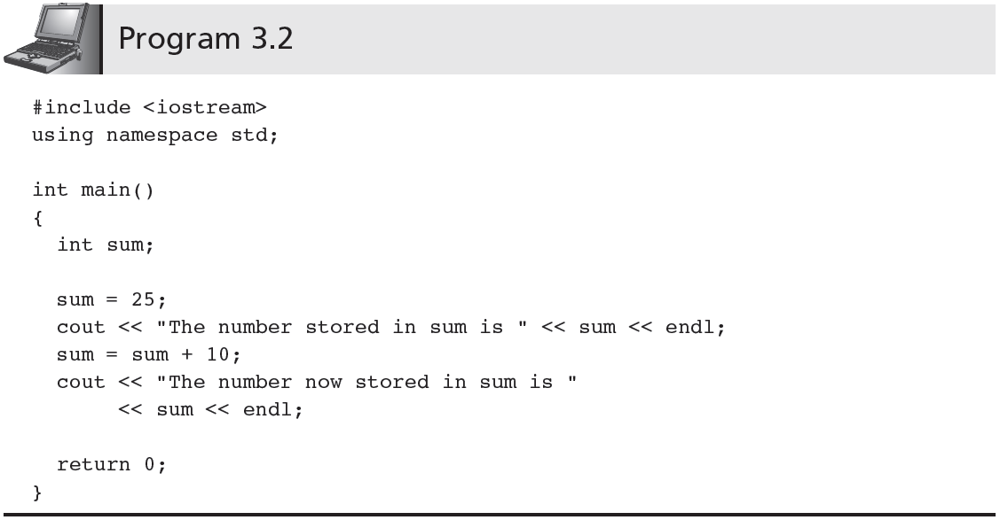 Program 3.2
#include <iostream>
using namespace std;
int main()
{
int sum;
sum = 25;
cout << "The number stored in sum is " << sum << endl;
sum = sum + 10;
cout << "The number now stored in sum is "
<< sum << endl;
return 0;
}